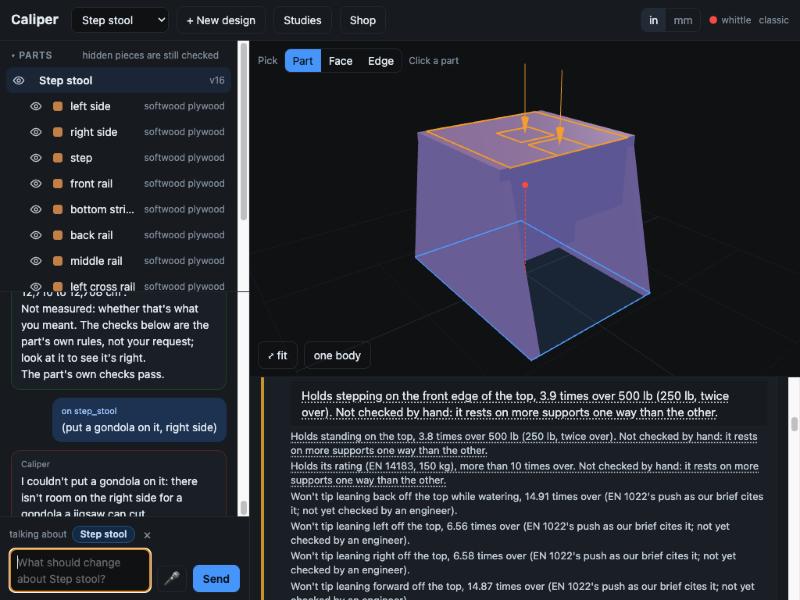 Caliper
Step stool
+ New design
Studies
Shop
in
mm
whittle
classic
PARTS
hidden pieces are still checked
Step stool
v16
left side
softwood plywood
right side
softwood plywood
step
softwood plywood
front rail
softwood plywood
bottom stri...
softwood plywood
back rail
softwood plywood
middle rail
softwood plywood
left cross rail
softwood plywood
Not measured: whether that's what
you meant. The checks below are the
part's own rules, not your request;
look at it to see it's right.
The part's own checks pass.
on step_stool
(put a gondola on it, right side)
Caliper
I couldn't put a gondola on it: there
isn't room on the right side for a
gondola a jigsaw can cut
talking about
Step stool
×
What should change
about Step stool?
Send
Pick
Part
Face
Edge
Click a part
fit
one body
Holds stepping on the front edge of the top, 3.9 times over 500 lb (250 lb, twice
over). Not checked by hand: it rests on more supports one way than the other.
Holds standing on the top, 3.8 times over 500 lb (250 lb, twice over). Not checked by hand: it rests
on more supports one way than the other.
Holds its rating (EN 14183, 150 kg), more than 10 times over. Not checked by hand: it rests on more
supports one way than the other.
Won't tip leaning back off the top while watering, 14.91 times over (EN 1022's push as our brief cites
it; not yet checked by an engineer).
Won't tip leaning left off the top, 6.56 times over (EN 1022's push as our brief cites it; not yet
checked by an engineer).
Won't tip leaning right off the top, 6.58 times over (EN 1022's push as our brief cites it; not yet
checked by an engineer).
Won't tip leaning forward off the top, 14.87 times over (EN 1022's push as our brief cites it; not yet
checked by an engineer).